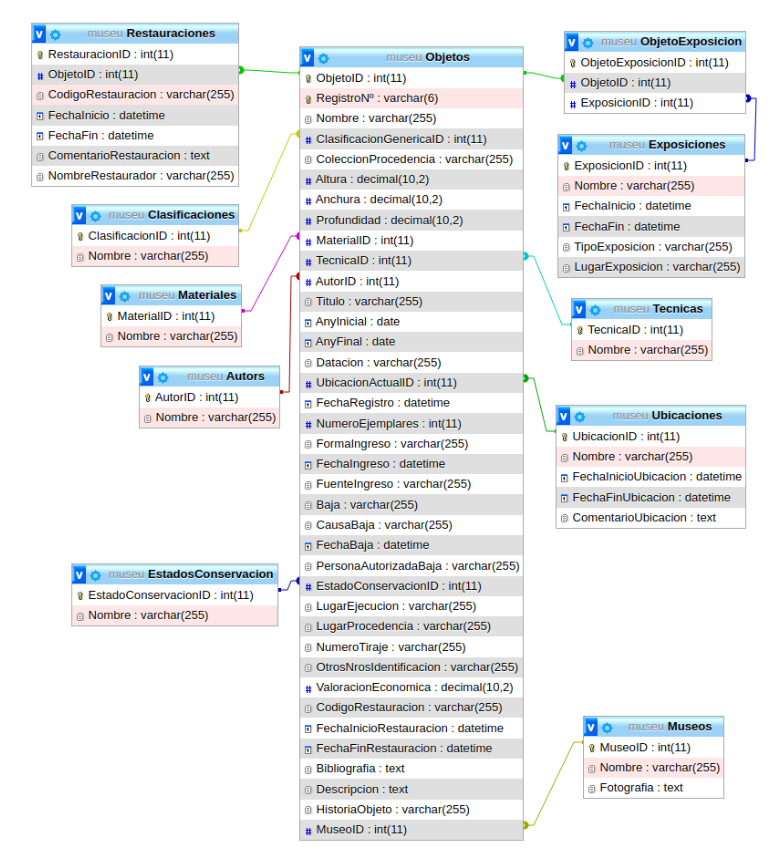 museu Restauraciones
RestauracionID : int(11)
ObjetoID : int(11)
CodigoRestauracion : varchar(255)
FechaInicio : datetime
FechaFin : datetime
ComentarioRestauracion : text
NombreRestaurador : varchar(255)
museu Clasificaciones
ClasificacionID : int(11)
Nombre : varchar(255)
museu Materiales
MaterialID : int(11)
Nombre : varchar(255)
museu Autors
AutorID : int(11)
Nombre : varchar(255)
museu EstadosConservacion
EstadoConservacionID : int(11)
Nombre : varchar(255)
museu Objetos
ObjetoID : int(11)
RegistroNº : varchar(6)
Nombre : varchar(255)
ClasificacionGenericaID : int(11)
ColeccionProcedencia : varchar(255)
Altura : decimal(10,2)
Anchura : decimal(10,2)
Profundidad : decimal(10,2)
MaterialID : int(11)
TecnicaID : int(11)
AutorID : int(11)
Titulo : varchar(255)
AnyInicial : date
AnyFinal : date
Datacion : varchar(255)
UbicacionActualID : int(11)
FechaRegistro : datetime
NumeroEjemplares : int(11)
FormaIngreso : varchar(255)
FechaIngreso : datetime
FuenteIngreso : varchar(255)
Baja : varchar(255)
CausaBaja : varchar(255)
FechaBaja : datetime
PersonaAutorizadaBaja : varchar(255)
EstadoConservacionID : int(11)
LugarEjecucion : varchar(255)
LugarProcedencia : varchar(255)
NumeroTiraje : varchar(255)
OtrosNrosIdentificacion : varchar(255)
ValoracionEconomica : decimal(10,2)
CodigoRestauracion : varchar(255)
FechaInicioRestauracion : datetime
FechaFinRestauracion : datetime
Bibliografia : text
Descripcion : text
HistoriaObjeto : varchar(255)
MuseoID : int(11)
museu ObjetoExposicion
ObjetoExposicionID : int(11)
ObjetoID : int(11)
ExposicionID : int(11)
museu Exposiciones
ExposicionID : int(11)
Nombre : varchar(255)
FechaInicio : datetime
FechaFin : datetime
TipoExposicion : varchar(255)
LugarExposicion : varchar(255)
museu Tecnicas
TecnicaID : int(11)
Nombre : varchar(255)
museu Ubicaciones
UbicacionID : int(11)
Nombre : varchar(255)
FechaInicioUbicacion : datetime
FechaFinUbicacion : datetime
ComentarioUbicacion : text
museu Museos
MuseoID : int(11)
Nombre : varchar(255)
Fotografia : text